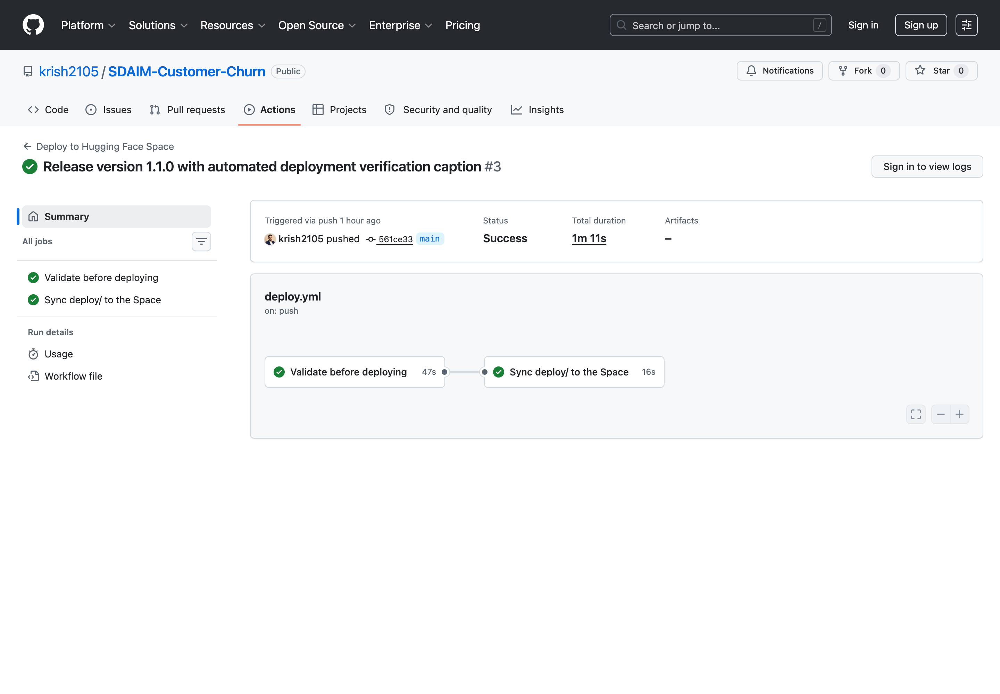 Platform Solutions Resources Open Source Enterprise Pricing Search or jump to... / Sign in Sign up
krish2105 / SDAIM-Customer-Churn Public Notifications Fork 0 Star 0
Code Issues Pull requests Actions Projects Security and quality Insights
Deploy to Hugging Face Space
Release version 1.1.0 with automated deployment verification caption #3 Sign in to view logs
Summary
All jobs
Validate before deploying
Sync deploy/ to the Space
Run details
Usage
Workflow file
Triggered via push 1 hour ago Status Total duration Artifacts
krish2105 pushed 561ce33 main Success 1m 11s –
deploy.yml
on: push
Validate before deploying 47s Sync deploy/ to the Space 16s